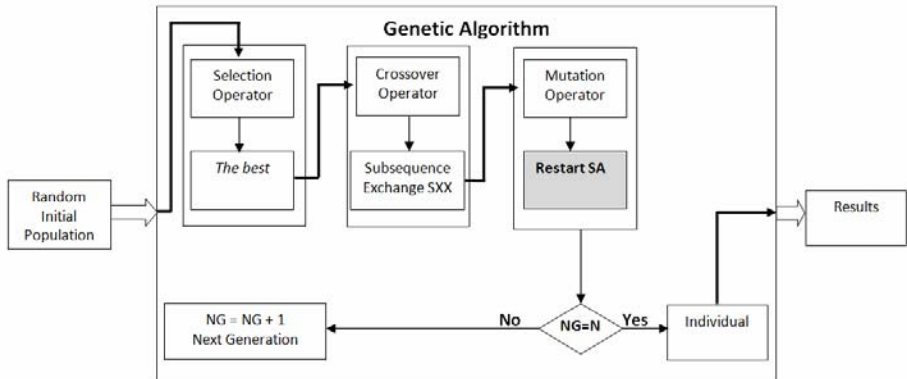 Genetic Algorithm
Random
Initial
Population
Selection
Operator
The best
Crossover
Operator
Subsequence
Exchange SXX
Mutation
Operator
Restart SA
NG=N
No
Yes
NG = NG + 1
Next Generation
Individual
Results